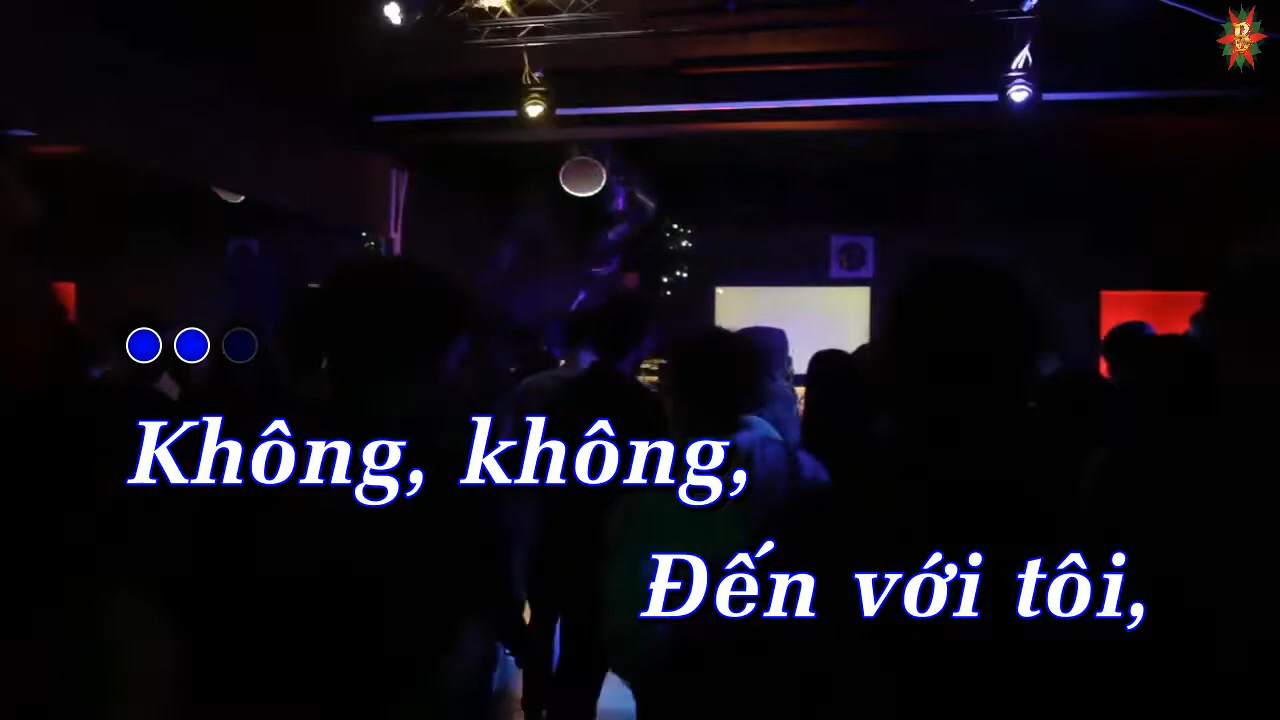 Không, không,
Đến với tôi,